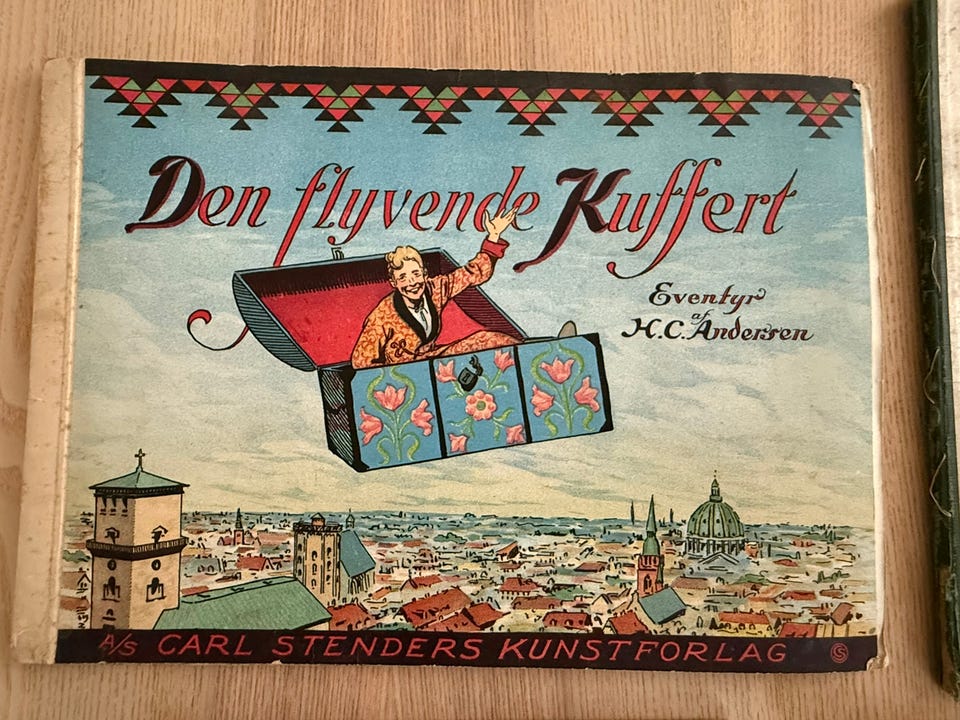 Den flyvende Kuffert
Eventyr
af
H.C. Andersen
A/S CARL STENDERS KUNSTFORLAG